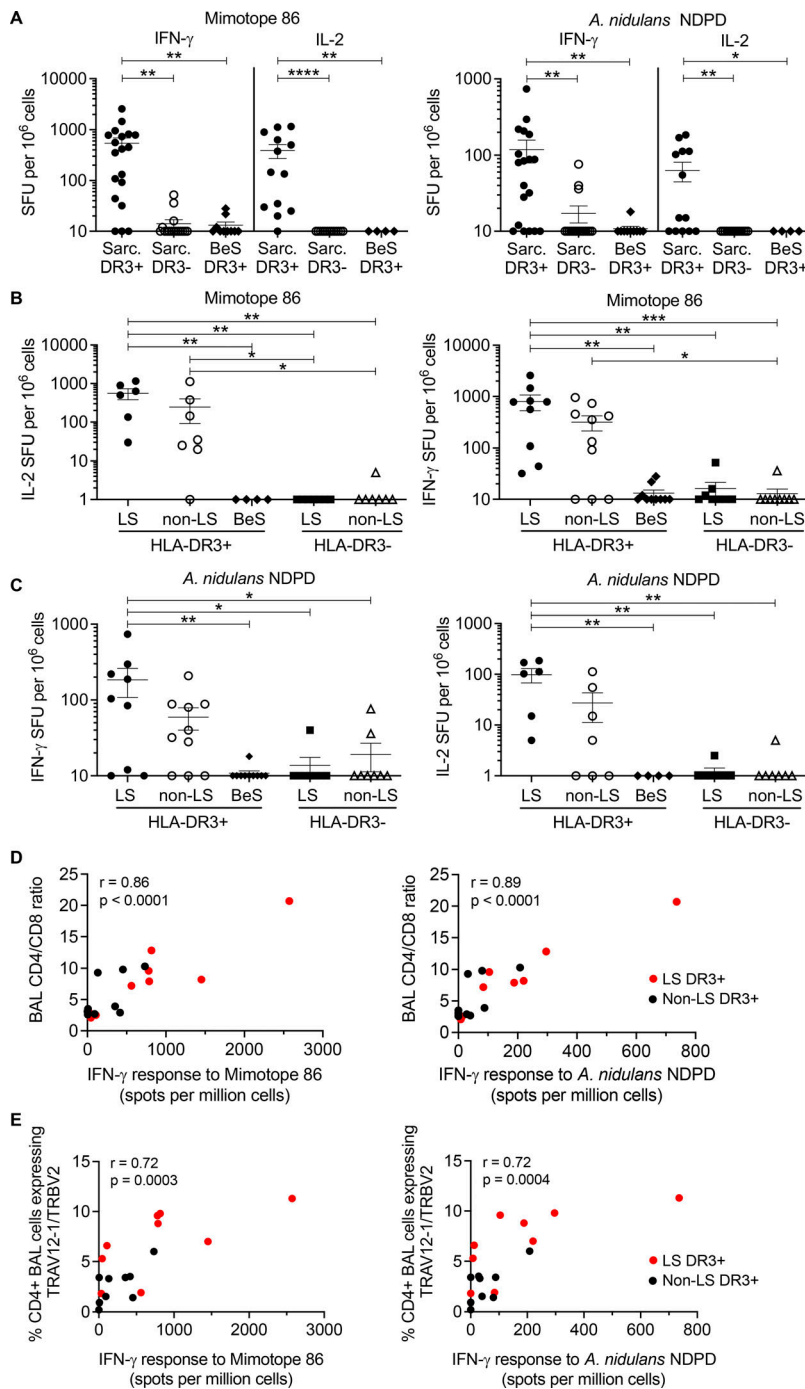 A
Mimotope 86
IFN-γ IL-2
** **
** ****
SFU per 10⁶ cells
10000
1000
100
10
Sarc. DR3+
Sarc. DR3-
BeS DR3+
Sarc. DR3+
Sarc. DR3-
BeS DR3+
A. nidulans NDPD
IFN-γ IL-2
** *
** **
SFU per 10⁶ cells
1000
100
10
Sarc. DR3+
Sarc. DR3-
BeS DR3+
Sarc. DR3+
Sarc. DR3-
BeS DR3+
B
Mimotope 86
**
**
**
*
*
IL-2 SFU per 10⁶ cells
10000
1000
100
10
1
LS non-LS BeS LS non-LS
HLA-DR3+ HLA-DR3-
Mimotope 86
***
**
**
*
IFN-γ SFU per 10⁶ cells
10000
1000
100
10
LS non-LS BeS LS non-LS
HLA-DR3+ HLA-DR3-
C
A. nidulans NDPD
*
*
**
IFN-γ SFU per 10⁶ cells
1000
100
10
LS non-LS BeS LS non-LS
HLA-DR3+ HLA-DR3-
A. nidulans NDPD
**
**
**
IL-2 SFU per 10⁶ cells
1000
100
10
1
LS non-LS BeS LS non-LS
HLA-DR3+ HLA-DR3-
D
r = 0.86
p < 0.0001
BAL CD4/CD8 ratio
25
20
15
10
5
0
0 1000 2000 3000
IFN-γ response to Mimotope 86
(spots per million cells)
r = 0.89
p < 0.0001
BAL CD4/CD8 ratio
25
20
15
10
5
0
0 200 400 600 800
IFN-γ response to A. nidulans NDPD
(spots per million cells)
LS DR3+
Non-LS DR3+
E
r = 0.72
p = 0.0003
% CD4+ BAL cells expressing
TRAV12-1/TRBV2
15
10
5
0
0 1000 2000 3000
IFN-γ response to Mimotope 86
(spots per million cells)
r = 0.72
p = 0.0004
% CD4+ BAL cells expressing
TRAV12-1/TRBV2
15
10
5
0
0 200 400 600 800
IFN-γ response to A. nidulans NDPD
(spots per million cells)
LS DR3+
Non-LS DR3+